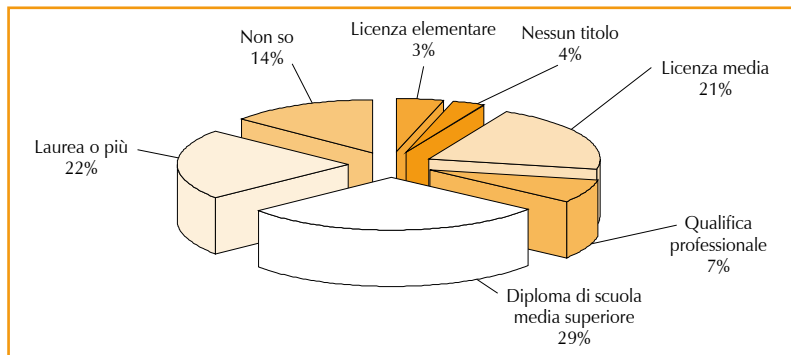 Non so
14%
Licenza elementare
3%
Nessun titolo
4%
Licenza media
21%
Laurea o più
22%
Qualifica
professionale
7%
Diploma di scuola
media superiore
29%